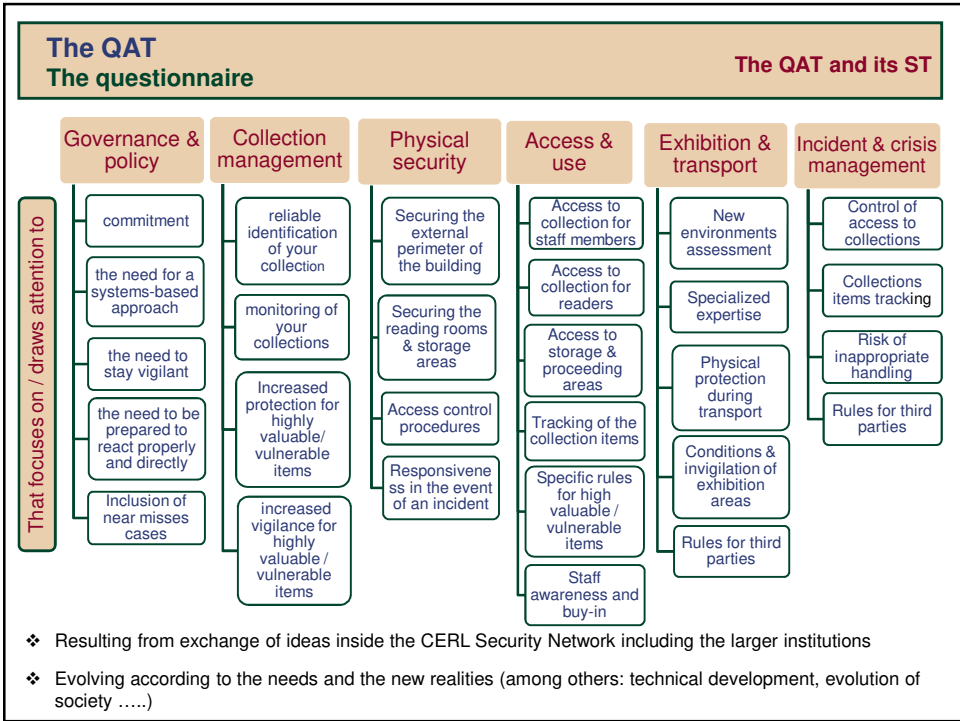 The QAT
The questionnaire
The QAT and its ST
That focuses on / draws attention to
Governance &
policy
commitment
the need for a
systems-based
approach
the need to
stay vigilant
the need to be
prepared to
react properly
and directly
Inclusion of
near misses
cases
Collection
management
reliable
identification
of your
collection
monitoring of
your
collections
Increased
protection for
highly
valuable/
vulnerable
items
increased
vigilance for
highly
valuable /
vulnerable
items
Physical
security
Securing the
external
perimeter of
the building
Securing the
reading rooms
& storage
areas
Access control
procedures
Responsivene
ss in the event
of an incident
Access &
use
Access to
collection for
staff members
Access to
collection for
readers
Access to
storage &
proceeding
areas
Tracking of the
collection items
Specific rules
for high
valuable /
vulnerable
items
Staff
awareness and
buy-in
Exhibition &
transport
New
environments
assessment
Specialized
expertise
Physical
protection
during
transport
Conditions &
invigilation of
exhibition
areas
Rules for third
parties
Incident & crisis
management
Control of
access to
collections
Collections
items tracking
Risk of
inappropriate
handling
Rules for third
parties
❖ Resulting from exchange of ideas inside the CERL Security Network including the larger institutions
❖ Evolving according to the needs and the new realities (among others: technical development, evolution of
society …..)